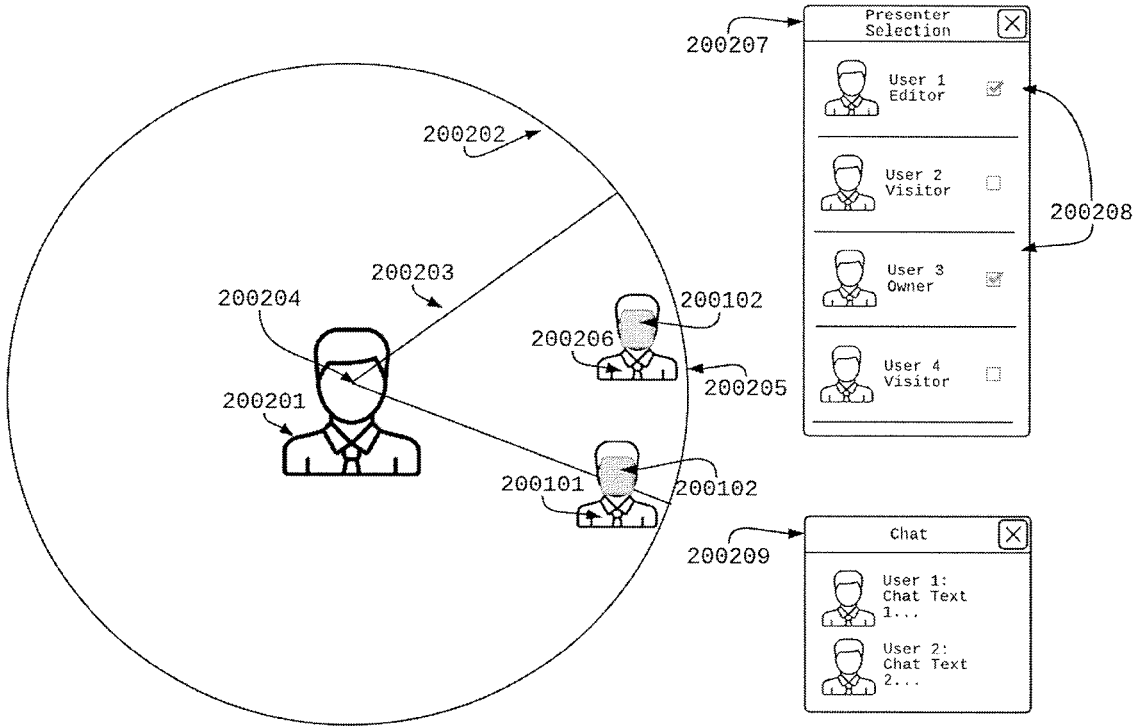 200207
Presenter
Selection
User 1
Editor
200202
User 2
Visitor
200208
200203
User 3
Owner
200204
200102
200206
User 4
Visitor
200205
200201
200101
200102
Chat
200209
User 1:
Chat Text
1...
User 2:
Chat Text
2...